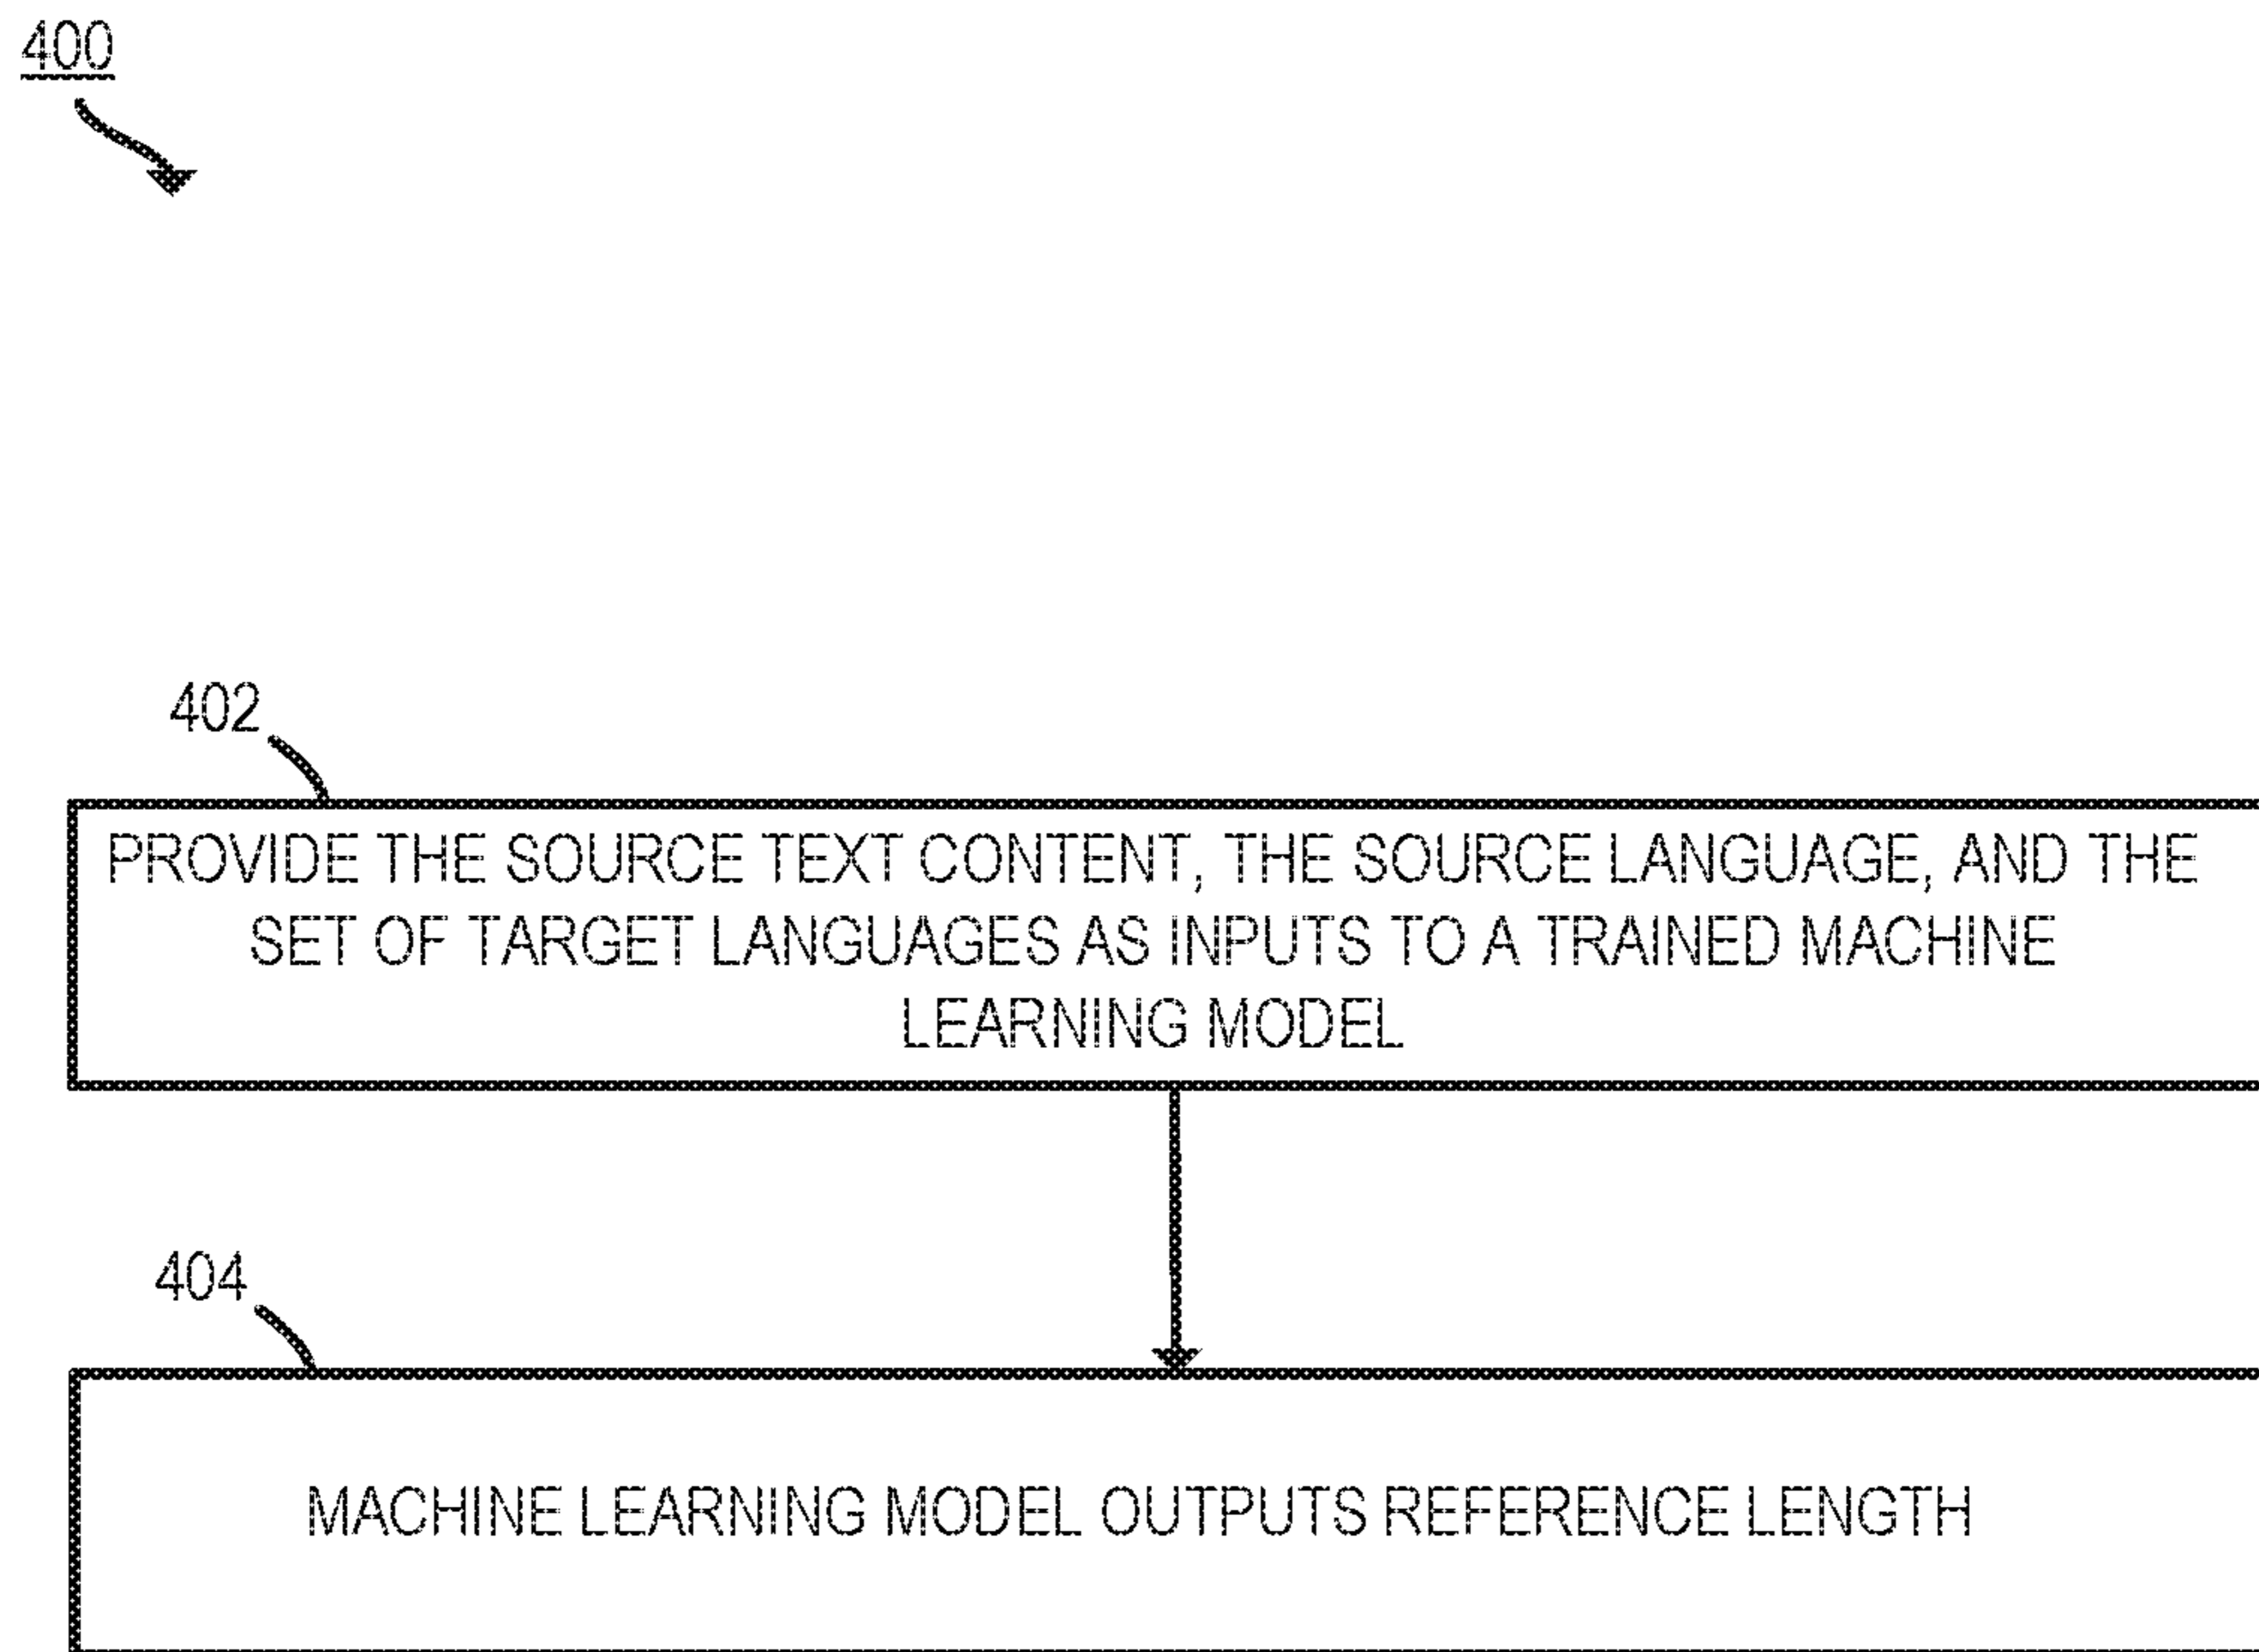 400
402
PROVIDE THE SOURCE TEXT CONTENT, THE SOURCE LANGUAGE, AND THE
SET OF TARGET LANGUAGES AS INPUTS TO A TRAINED MACHINE
LEARNING MODEL
404
MACHINE LEARNING MODEL OUTPUTS REFERENCE LENGTH